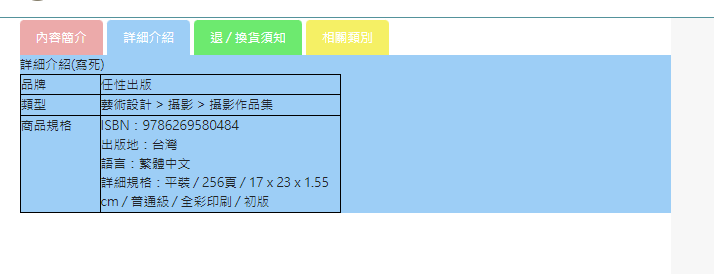 內容簡介
詳細介紹
退 / 換貨須知
相關類別
詳細介紹(寫死)
品牌 任性出版
類型 藝術設計 > 攝影 > 攝影作品集
商品規格 ISBN：9786269580484
出版地：台灣
語言：繁體中文
詳細規格：平裝 / 256頁 / 17 x 23 x 1.55
cm / 普通級 / 全彩印刷 / 初版